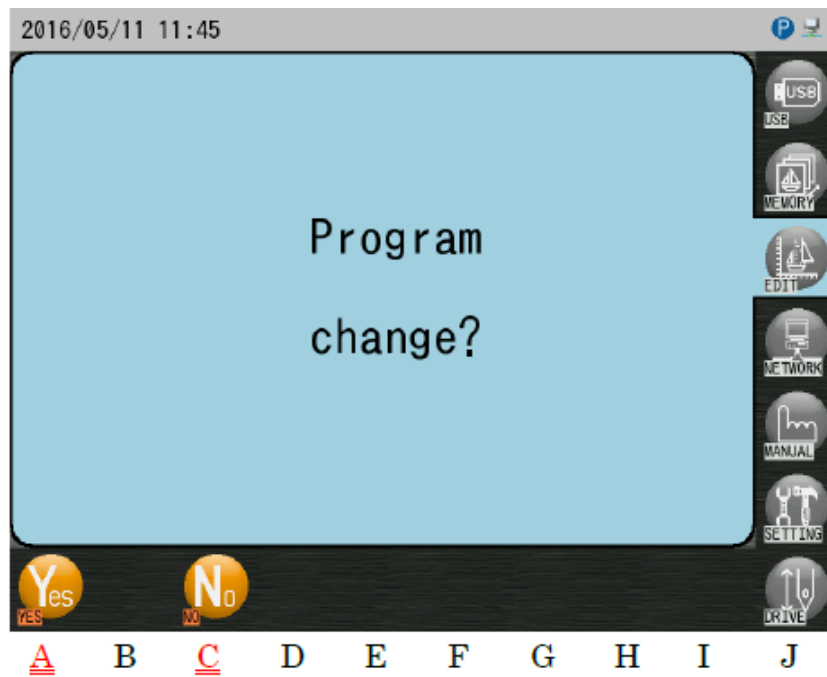 2016/05/11 11:45
P
USB
USB
MEMORY
Program
EDIT
change?
NETWORK
MANUAL
SETTING
Yes
YES
No
NO
DRIVE
A B C D E F G H I J